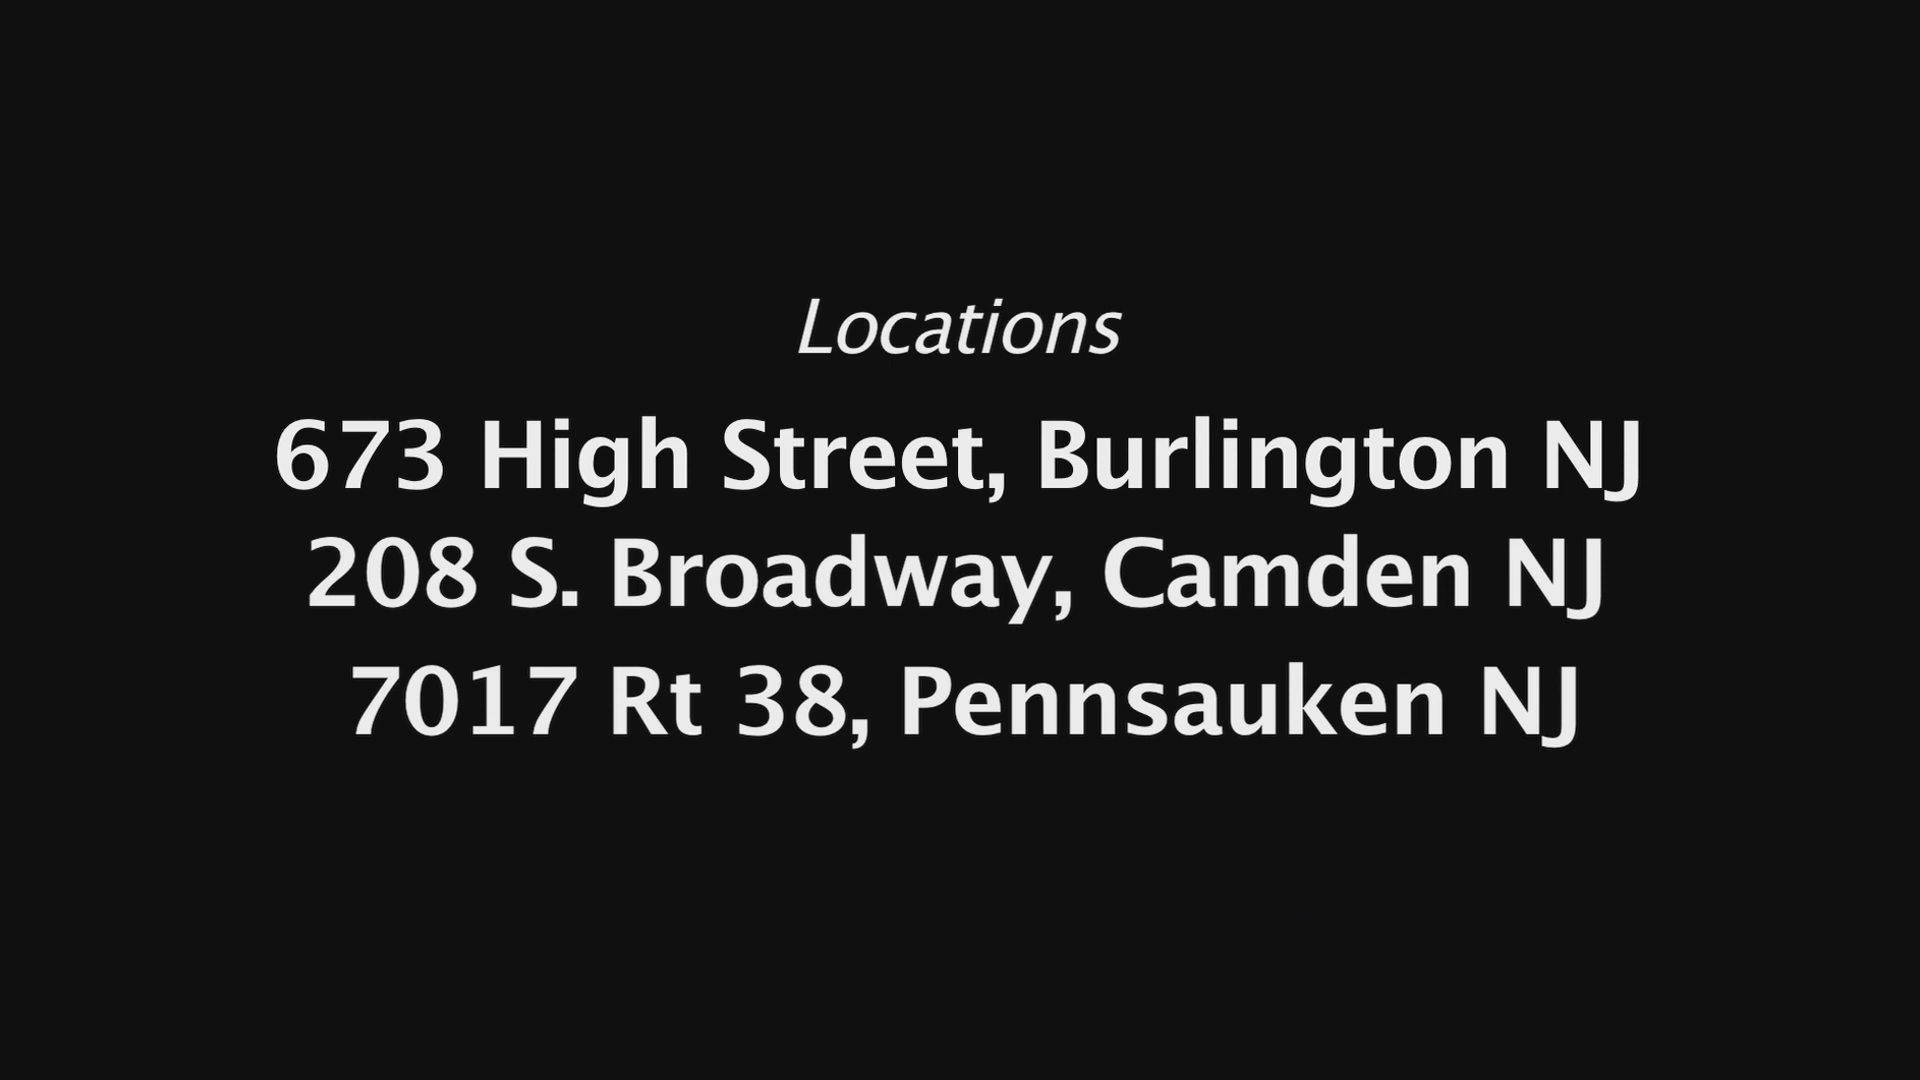 Locations
673 High Street, Burlington NJ
208 S. Broadway, Camden NJ
7017 Rt 38, Pennsauken NJ